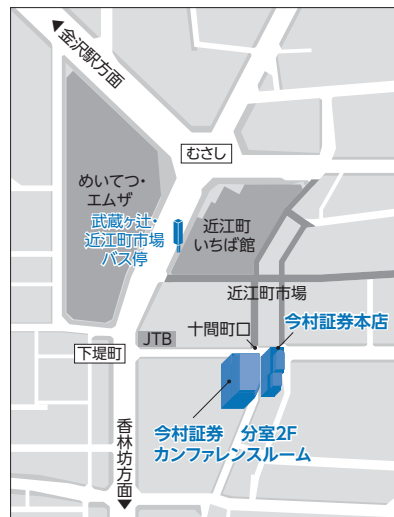 金沢駅方面
むさし
めいてつ・
エムザ
武蔵ヶ辻・
近江町市場
バス停
近江町
いちば館
近江町市場
十間町口
今村証券本店
JTB
下堤町
今村証券 分室2F
カンファレンスルーム
香林坊方面